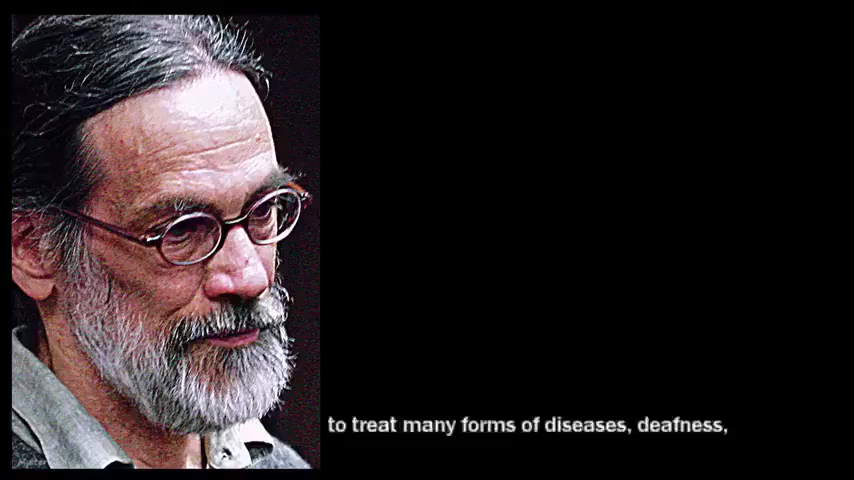 to treat many forms of diseases, deafness,